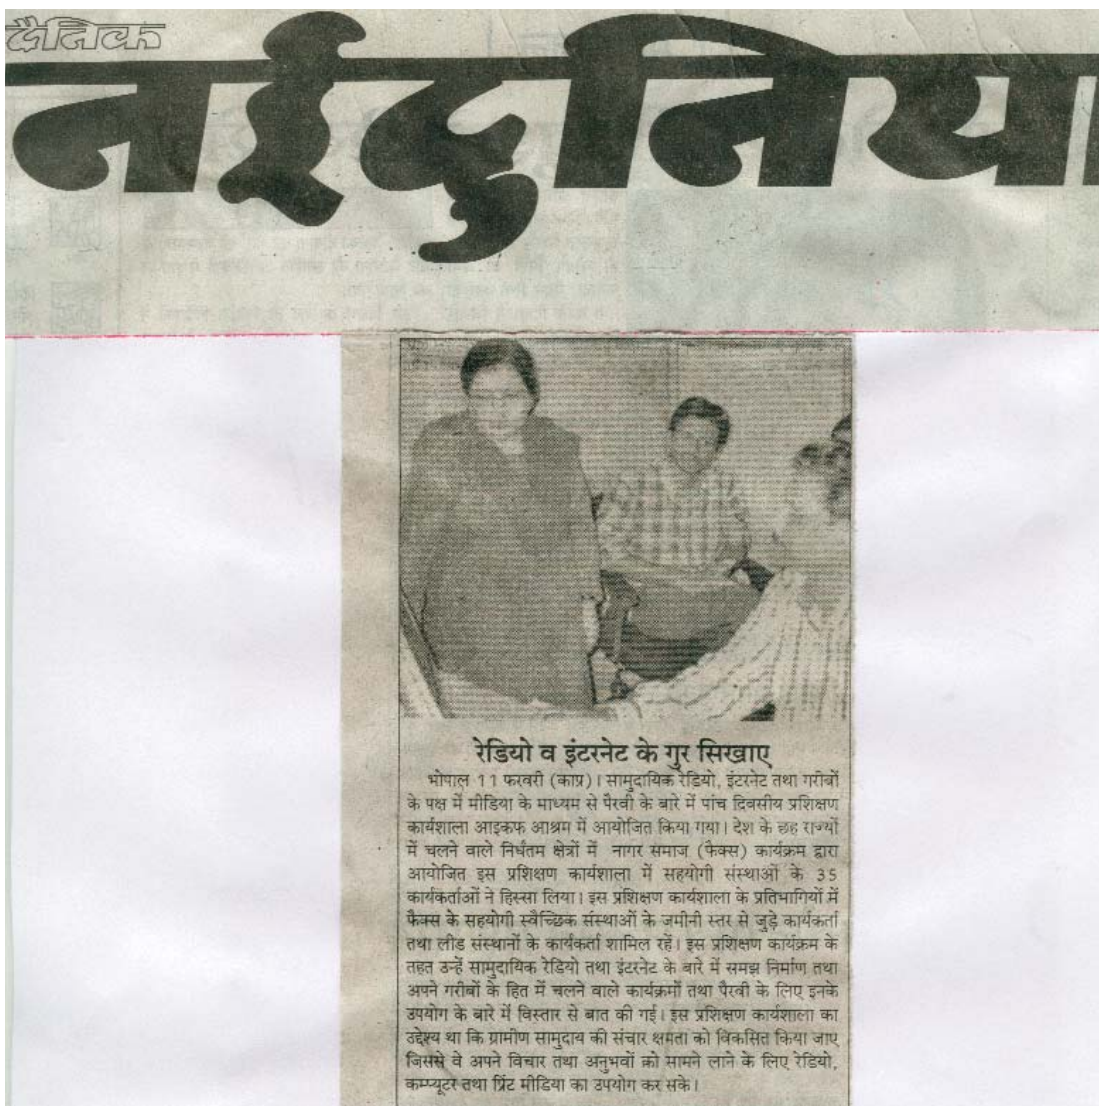 दैनिक
नईदुनिया
रेडियो व इंटरनेट के गुर सिखाए
भोपाल 11 फरवरी (काप्र)। सामुदायिक रेडियो, इंटरनेट तथा गरीबों
के पक्ष में मीडिया के माध्यम से पैरवी के बारे में पांच दिवसीय प्रशिक्षण
कार्यशाला आइकफ आश्रम में आयोजित किया गया। देश के छह राज्यों
में चलने वाले निर्धतम क्षेत्रों में नागर समाज (फैक्स) कार्यक्रम द्वारा
आयोजित इस प्रशिक्षण कार्यशाला में सहयोगी संस्थाओं के 35
कार्यकर्ताओं ने हिस्सा लिया। इस प्रशिक्षण कार्यशाला के प्रतिभागियों में
फैक्स के सहयोगी स्वैच्छिक संस्थाओं के जमीनी स्तर से जुड़े कार्यकर्ता
तथा लीड संस्थानों के कार्यकर्ता शामिल रहें। इस प्रशिक्षण कार्यक्रम के
तहत उन्हें सामुदायिक रेडियो तथा इंटरनेट के बारे में समझ निर्माण तथा
अपने गरीबों के हित में चलने वाले कार्यक्रमों तथा पैरवी के लिए इनके
उपयोग के बारे में विस्तार से बात की गई। इस प्रशिक्षण कार्यशाला का
उद्देश्य था कि ग्रामीण सामुदाय की संचार क्षमता को विकसित किया जाए
जिससे वे अपने विचार तथा अनुभवों को सामने लाने के लिए रेडियो,
कम्प्यूटर तथा प्रिंट मीडिया का उपयोग कर सके।